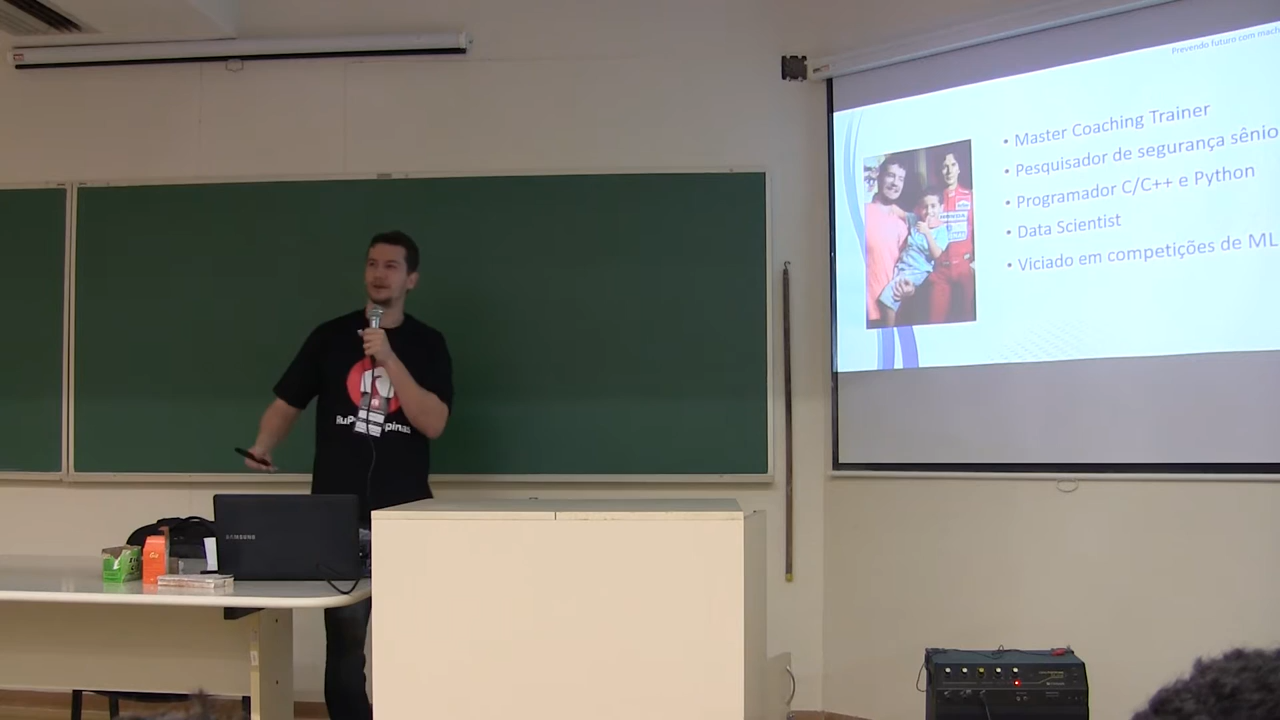 Prevendo futuro com mach
• Master Coaching Trainer
• Pesquisador de segurança sênio
• Programador C/C++ e Python
• Data Scientist
• Viciado em competições de ML
SAMSUNG